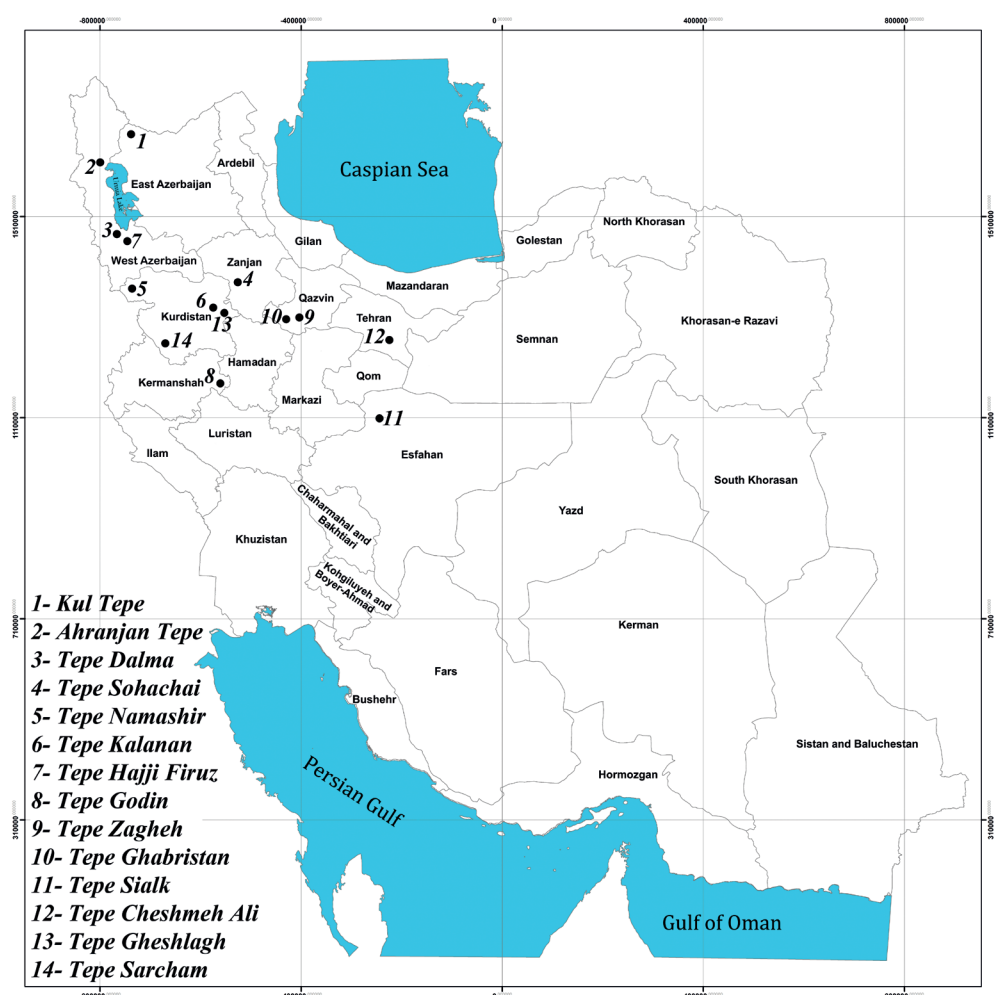 -800000 -400000 0 400000 800000
1
2
Ardebil
Caspian Sea
East Azerbaijan
Urmia Lake
1510000 1510000
North Khorasan
3
7
Gilan
Golestan
West Azerbaijan
Zanjan
4
Mazandaran
5
Qazvin
6
Kurdistan
13
10
9
Tehran
Khorasan-e Razavi
12
Semnan
14
Hamadan
8
Kermanshah
Qom
Markazi
1110000 1110000
11
Luristan
Ilam
Esfahan
South Khorasan
Chaharmahal and
Bakhtiari
Yazd
Khuzistan
Kohgiluyeh and
Boyer-Ahmad
710000 710000
Kerman
Fars
Bushehr
Sistan and Baluchestan
Hormozgan
Persian Gulf
310000 310000
Gulf of Oman
1- Kul Tepe
2- Ahranjan Tepe
3- Tepe Dalma
4- Tepe Sohachai
5- Tepe Namashir
6- Tepe Kalanan
7- Tepe Hajji Firuz
8- Tepe Godin
9- Tepe Zagheh
10- Tepe Ghabristan
11- Tepe Sialk
12- Tepe Cheshmeh Ali
13- Tepe Gheshlagh
14- Tepe Sarcham